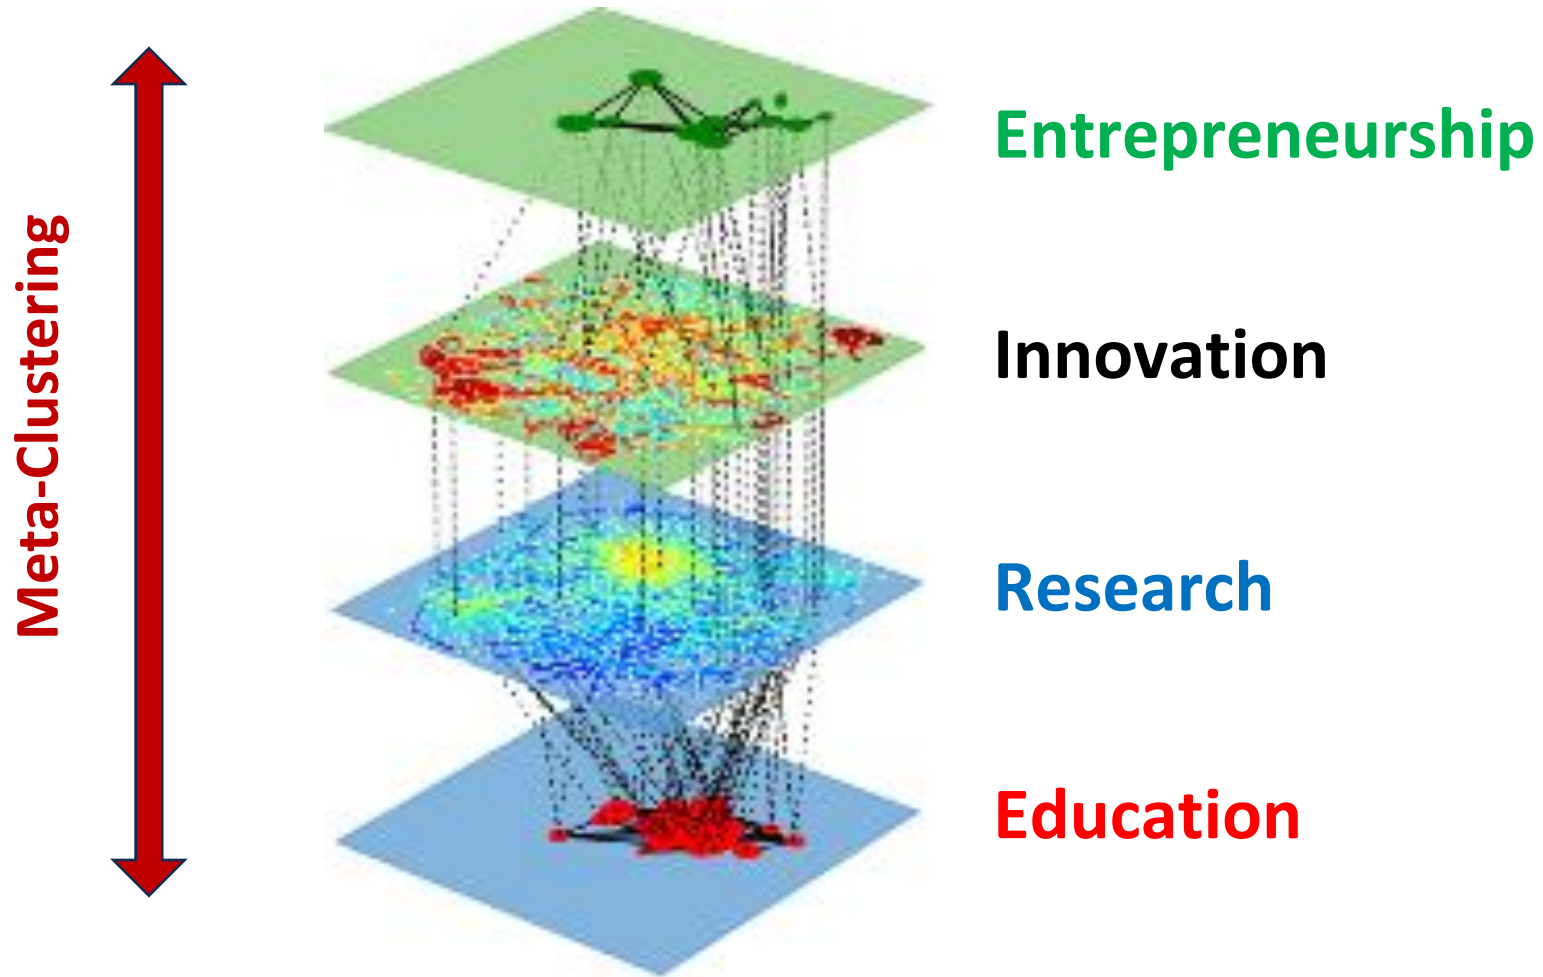 Meta-Clustering
Entrepreneurship
Innovation
Research
Education